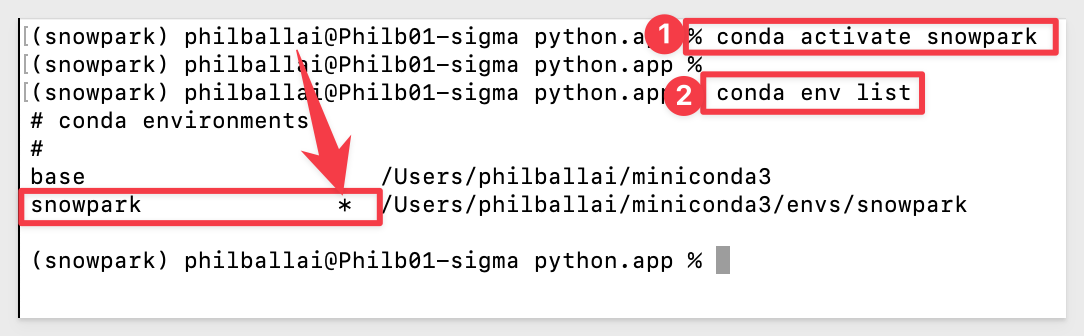 [(snowpark) philballai@Philb01-sigma python.app 1 % conda activate snowpark
[(snowpark) philballai@Philb01-sigma python.app %
[(snowpark) philballai@Philb01-sigma python.app 2 conda env list
# conda environments
#
base /Users/philballai/miniconda3
snowpark * /Users/philballai/miniconda3/envs/snowpark
(snowpark) philballai@Philb01-sigma python.app %